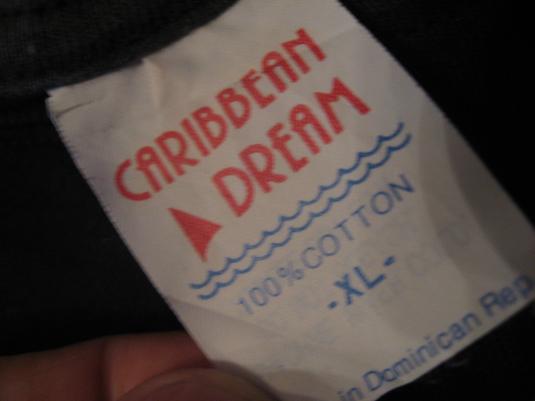 CARIBBEAN
DREAM
100% COTTON
-XL-
in Dominican Rep